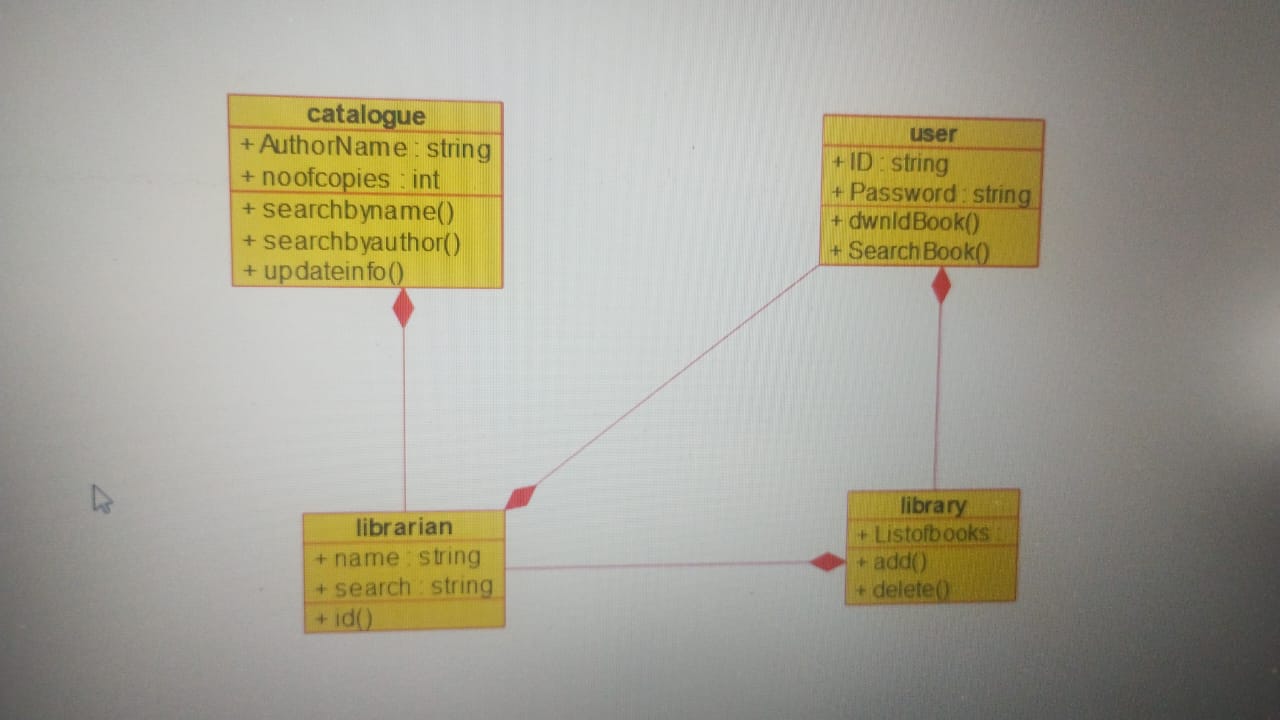 catalogue
+ AuthorName : string
+ noofcopies : int
+ searchbyname()
+ searchbyauthor()
+ updateinfo()
user
+ ID : string
+ Password : string
+ dwnldBook()
+ SearchBook()
librarian
+ name : string
+ search : string
+ id()
library
+ Listofbooks :
+ add()
+ delete()